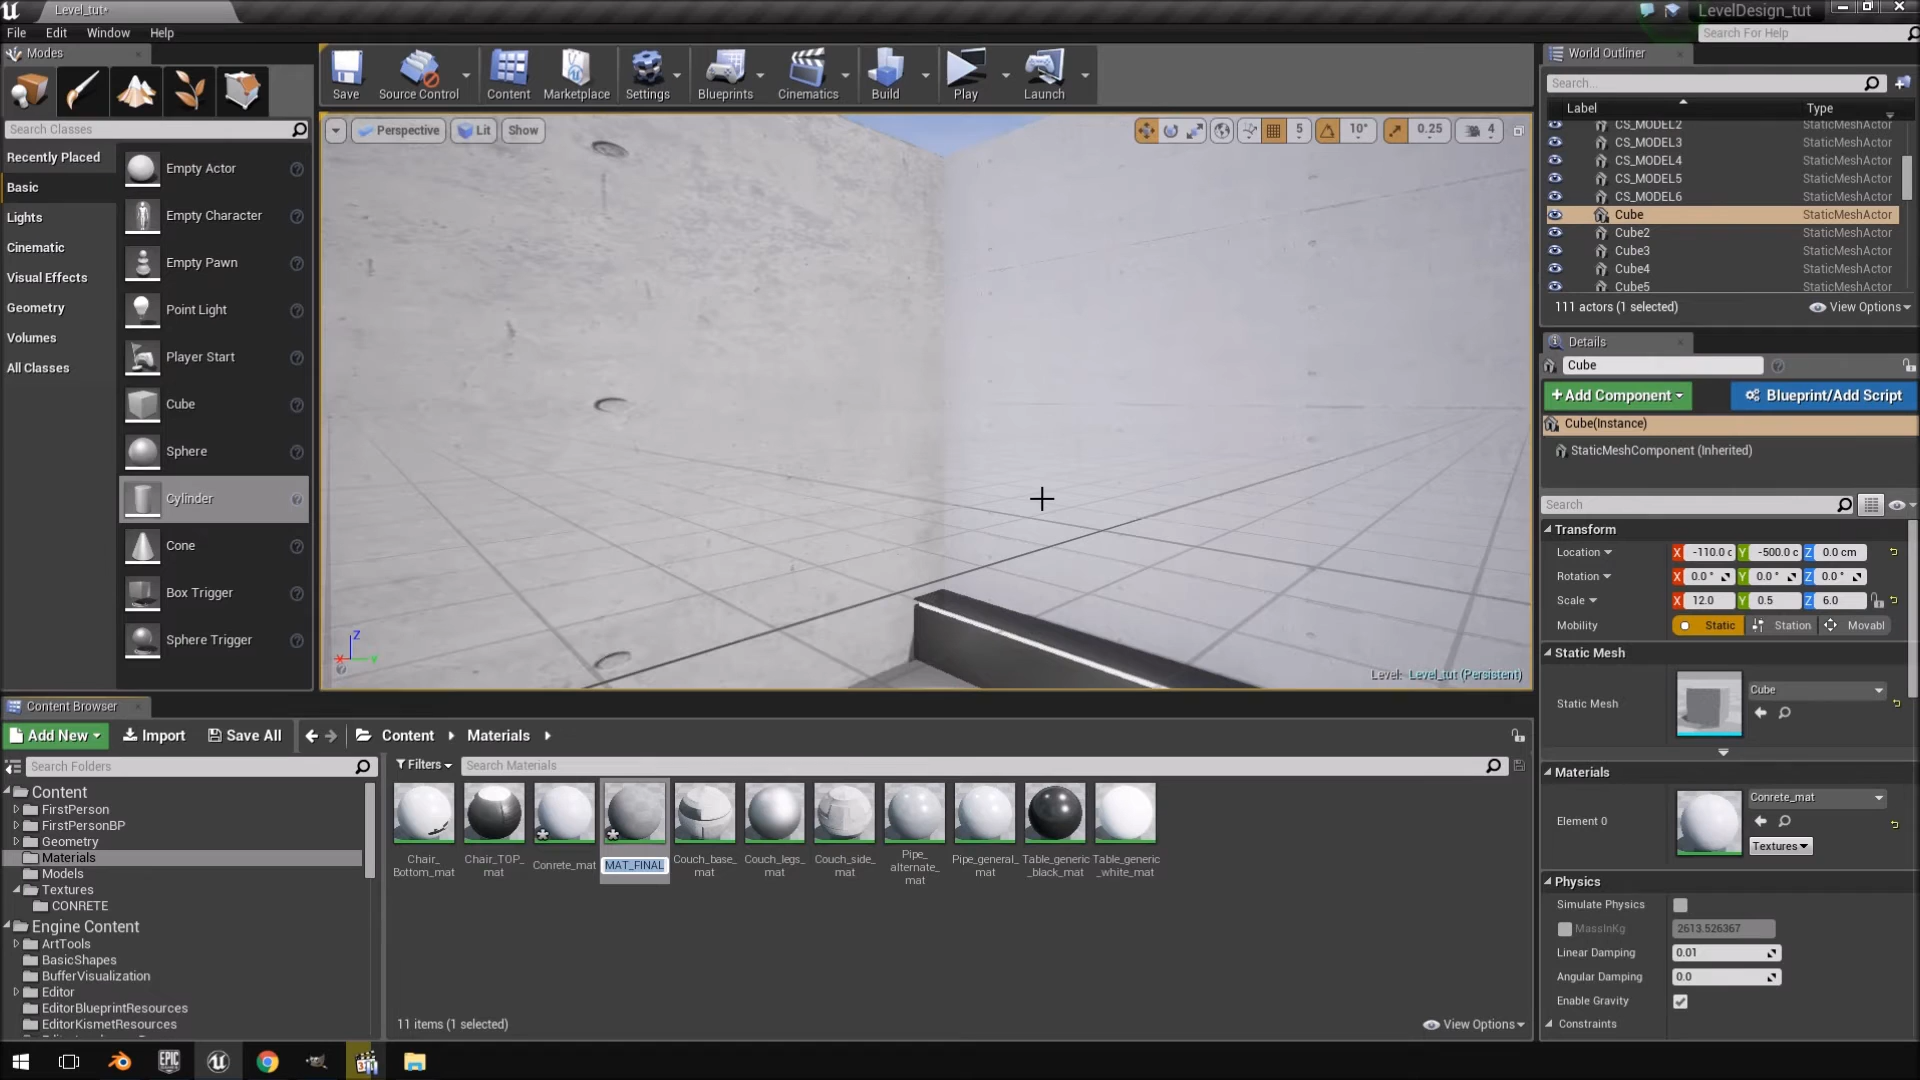 Level_tut*
LevelDesign_tut
File Edit Window Help
Search For Help
Modes
Search Classes
Recently Placed
Basic
Lights
Cinematic
Visual Effects
Geometry
Volumes
All Classes
Empty Actor
Empty Character
Empty Pawn
Point Light
Player Start
Cube
Sphere
Cylinder
Cone
Box Trigger
Sphere Trigger
Save
Source Control
Content
Marketplace
Settings
Blueprints
Cinematics
Build
Play
Launch
Perspective
Lit
Show
5
10°
0.25
4
Z
X
Y
Level: Level_tut (Persistent)
World Outliner
Search...
Label Type
CS_MODEL2 StaticMeshActor
CS_MODEL3 StaticMeshActor
CS_MODEL4 StaticMeshActor
CS_MODEL5 StaticMeshActor
CS_MODEL6 StaticMeshActor
Cube StaticMeshActor
Cube2 StaticMeshActor
Cube3 StaticMeshActor
Cube4 StaticMeshActor
Cube5 StaticMeshActor
111 actors (1 selected)
View Options
Details
Cube
+Add Component
Blueprint/Add Script
Cube(Instance)
StaticMeshComponent (Inherited)
Search
Transform
Location X -110.0 c Y -500.0 c Z 0.0 cm
Rotation X 0.0 ° Y 0.0 ° Z 0.0 °
Scale X 12.0 Y 0.5 Z 6.0
Mobility Static Station Movabl
Static Mesh
Static Mesh
Cube
Materials
Element 0
Conrete_mat
Textures
Physics
Simulate Physics
MassInKg 2613.526367
Linear Damping 0.01
Angular Damping 0.0
Enable Gravity
Constraints
Content Browser
Add New
Import
Save All
Content
Materials
Search Folders
Content
FirstPerson
FirstPersonBP
Geometry
Materials
Models
Textures
CONRETE
Engine Content
ArtTools
BasicShapes
BufferVisualization
Editor
EditorBlueprintResources
EditorKismetResources
Filters
Search Materials
Chair_
Bottom_mat
Chair_TOP_
mat
Conrete_mat
MAT_FINAL
Couch_base_
mat
Couch_legs_
mat
Couch_side_
mat
Pipe_
alternate_
mat
Pipe_general_
mat
Table_generic
_black_mat
Table_generic
_white_mat
11 items (1 selected)
View Options
EPIC